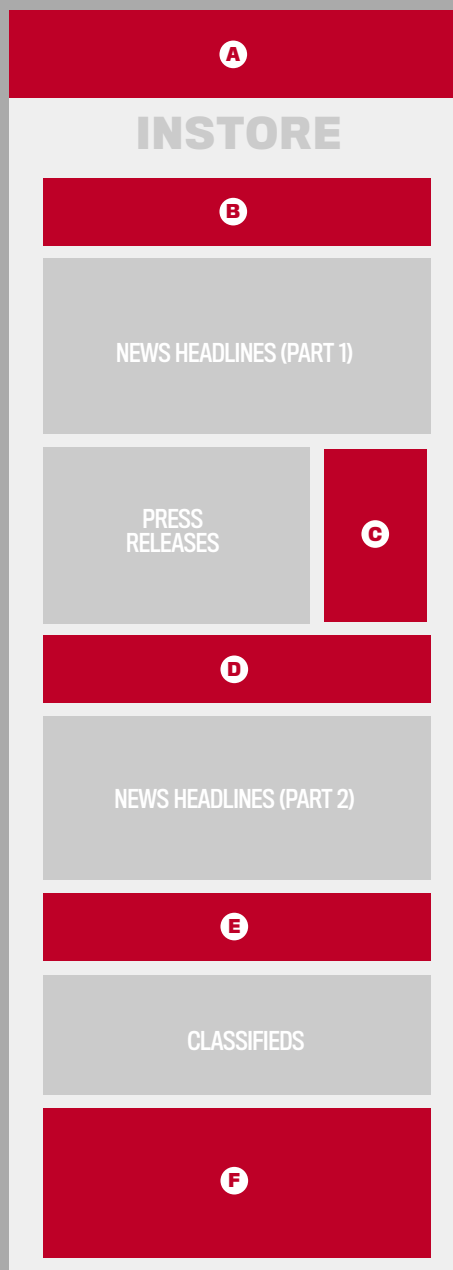 A
INSTORE
B
NEWS HEADLINES (PART 1)
PRESS
RELEASES
C
D
NEWS HEADLINES (PART 2)
E
CLASSIFIEDS
F